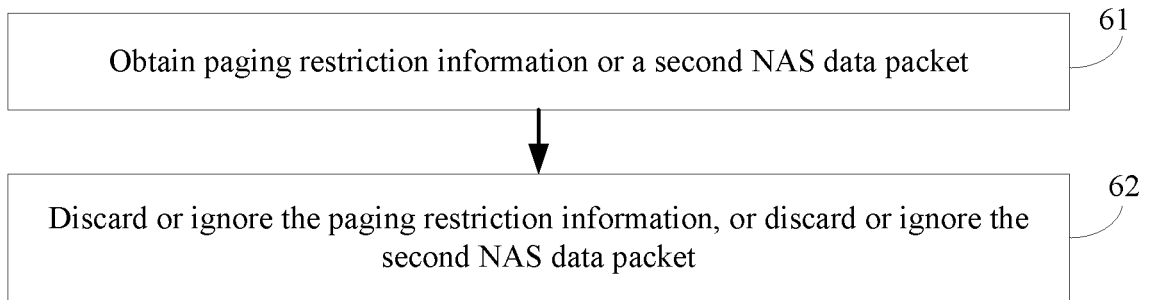 61
Obtain paging restriction information or a second NAS data packet
62
Discard or ignore the paging restriction information, or discard or ignore the
second NAS data packet